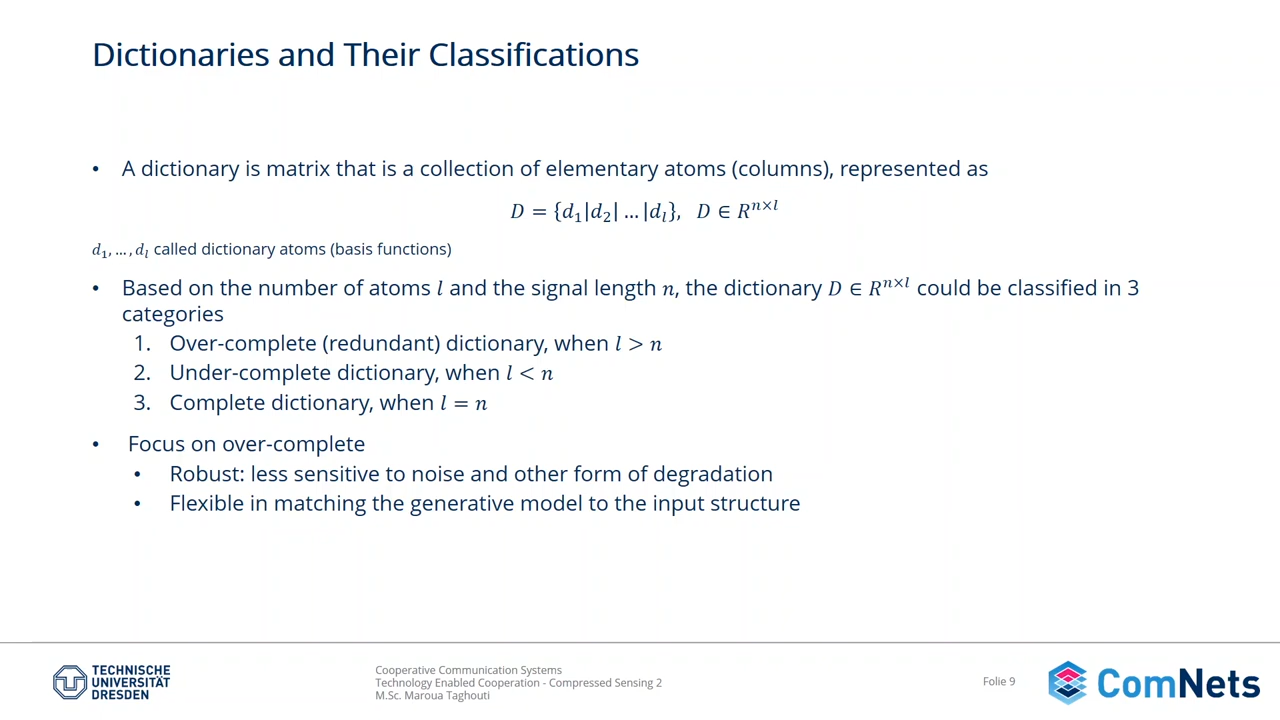 Dictionaries and Their Classifications
• A dictionary is matrix that is a collection of elementary atoms (columns), represented as
D = {d₁|d₂| … |dₗ}, D ∈ Rⁿˣˡ
d₁, … , dₗ called dictionary atoms (basis functions)
• Based on the number of atoms l and the signal length n, the dictionary D ∈ Rⁿˣˡ could be classified in 3
categories
1. Over-complete (redundant) dictionary, when l > n
2. Under-complete dictionary, when l < n
3. Complete dictionary, when l = n
• Focus on over-complete
• Robust: less sensitive to noise and other form of degradation
• Flexible in matching the generative model to the input structure
TECHNISCHE
UNIVERSITÄT
DRESDEN
Cooperative Communication Systems
Technology Enabled Cooperation - Compressed Sensing 2
M.Sc. Maroua Taghouti
Folie 9
ComNets